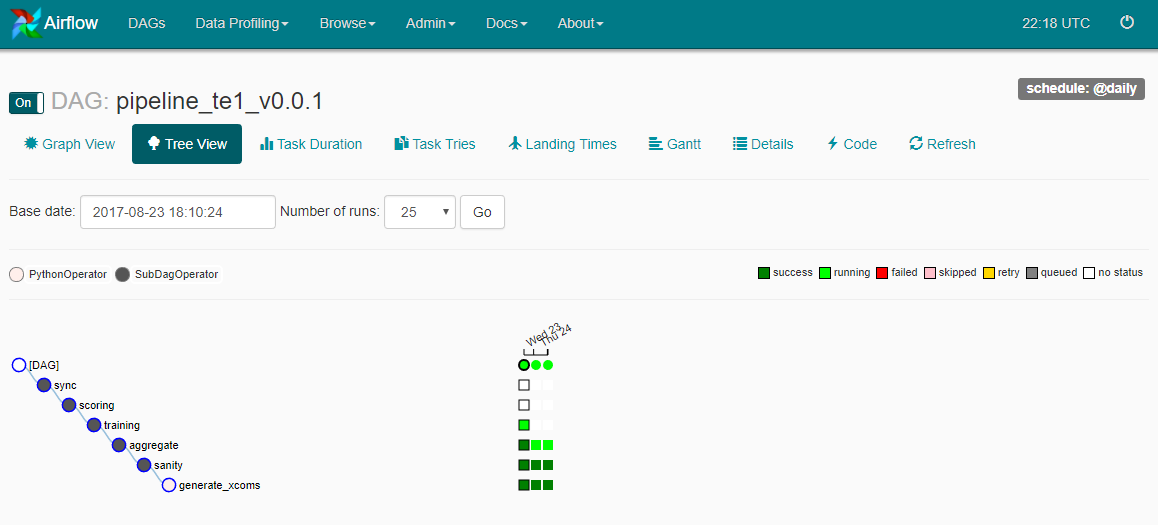 Airflow DAGs Data Profiling Browse Admin Docs About 22:18 UTC
On DAG: pipeline_te1_v0.0.1 schedule: @daily
Graph View Tree View Task Duration Task Tries Landing Times Gantt Details Code Refresh
Base date: 2017-08-23 18:10:24 Number of runs: 25 Go
PythonOperator SubDagOperator success running failed skipped retry queued no status
Wed 23 Thu 24
[DAG]
sync
scoring
training
aggregate
sanity
generate_xcoms